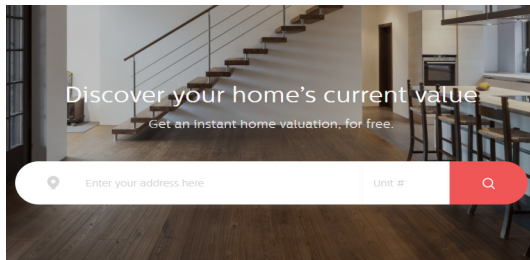 Discover your home's current value
Get an instant home valuation, for free.
Enter your address here
Unit #